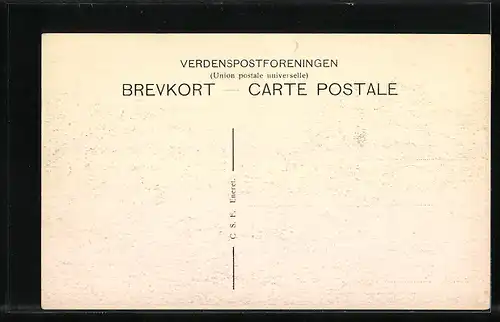 VERDENSPOSTFORENINGEN
(Union postale universelle)
BREVKORT — CARTE POSTALE
C. S. F. Eneret.